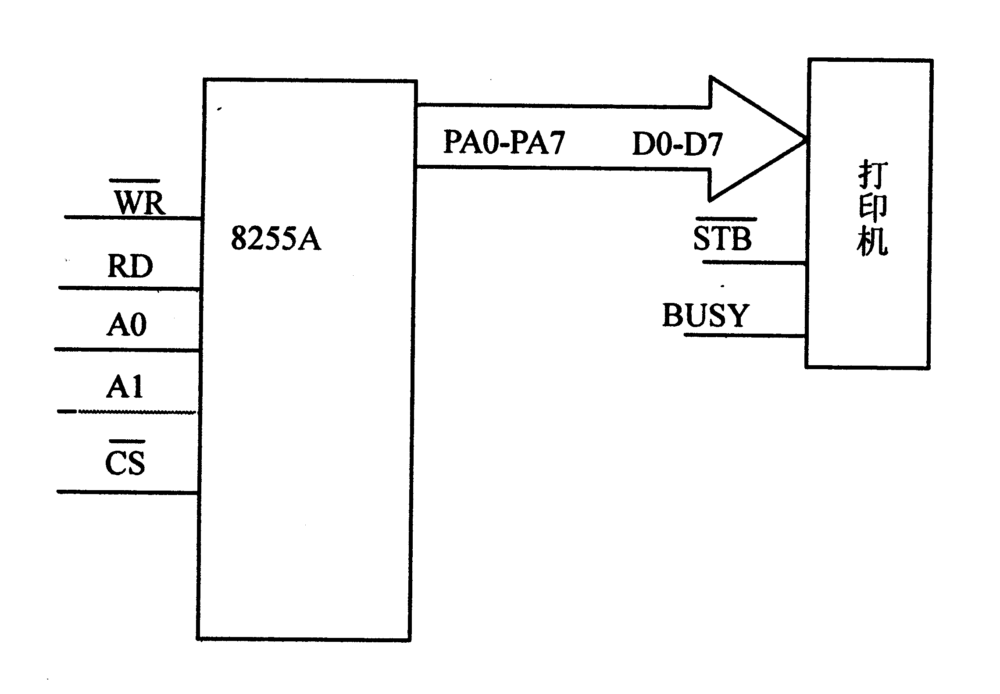 PA0-PA7 D0-D7
WR
8255A
RD
A0
A1
CS
STB
BUSY
打
印
机